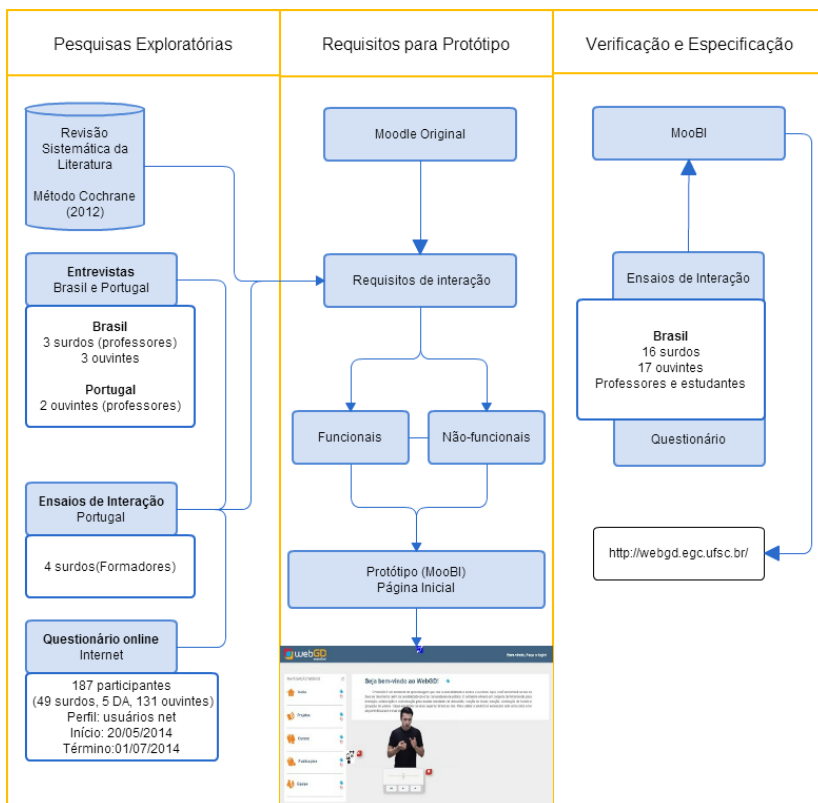 Pesquisas Exploratórias
Requisitos para Protótipo
Verificação e Especificação
Revisão
Sistemática da
Literatura
Método Cochrane
(2012)
Entrevistas
Brasil e Portugal
Brasil
3 surdos (professores)
3 ouvintes
Portugal
2 ouvintes (professores)
Ensaios de Interação
Portugal
4 surdos(Formadores)
Questionário online
Internet
187 participantes
(49 surdos, 5 DA, 131 ouvintes)
Perfil: usuários net
Início: 20/05/2014
Término:01/07/2014
Moodle Original
Requisitos de interação
Funcionais
Não-funcionais
Protótipo (MooBI)
Página Inicial
webGD
Seja bem-vindo ao WebGD!
MooBI
Ensaios de Interação
Brasil
16 surdos
17 ouvintes
Professores e estudantes
Questionário
http://webgd.egc.ufsc.br/